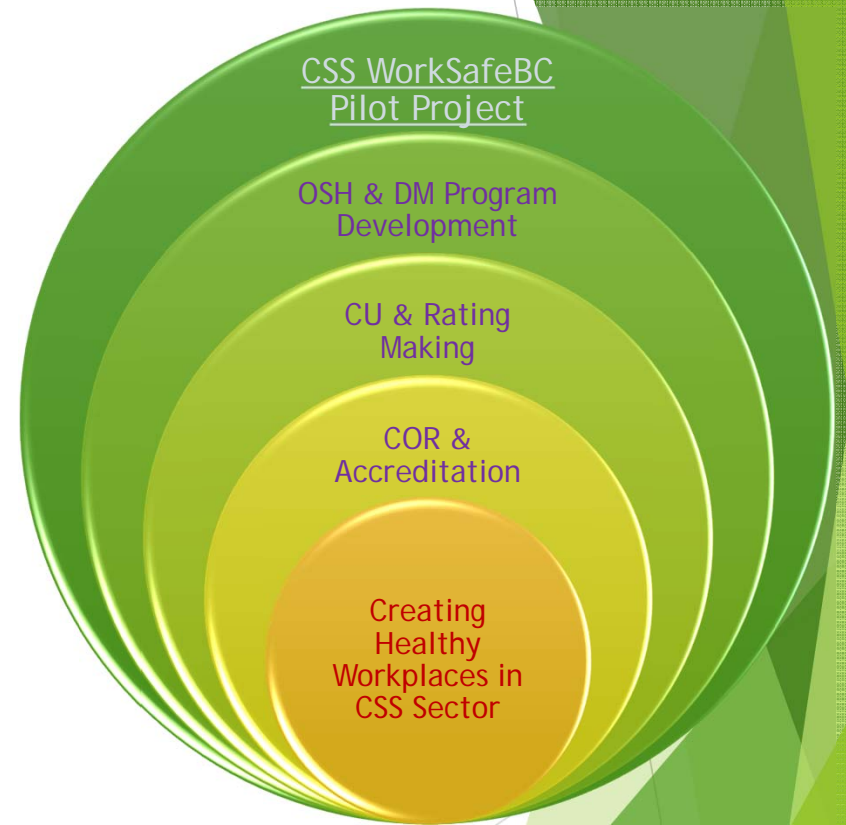 CSS WorkSafeBC
Pilot Project
OSH & DM Program
Development
CU & Rating
Making
COR &
Accreditation
Creating
Healthy
Workplaces in
CSS Sector